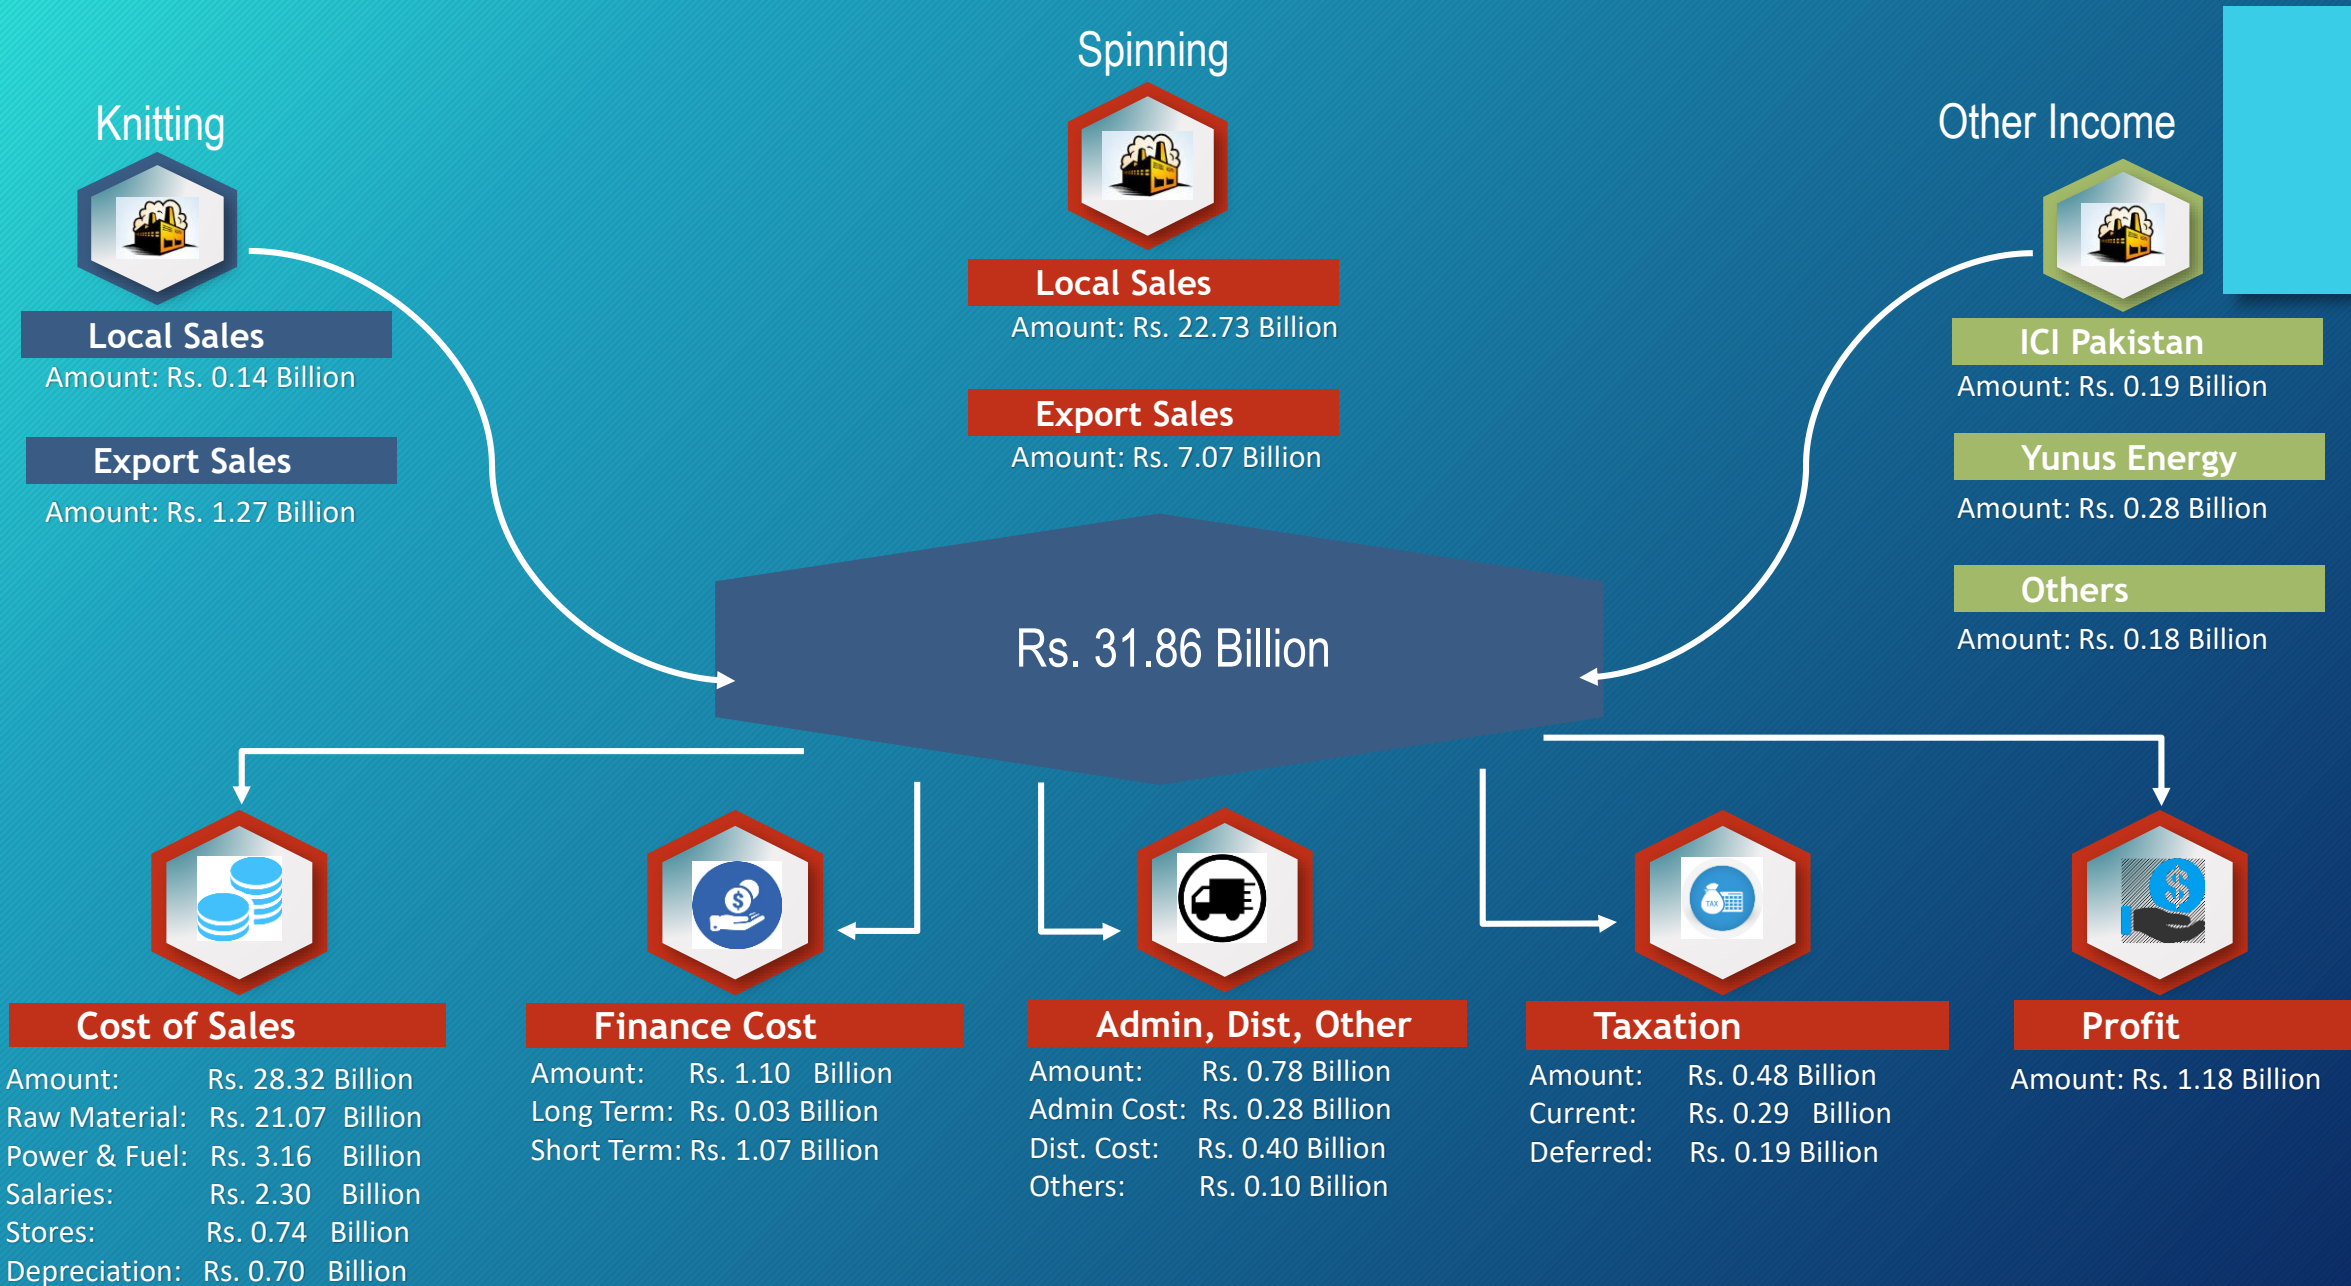 Spinning
Knitting
Other Income
Local Sales
Amount: Rs. 0.14 Billion
Export Sales
Amount: Rs. 1.27 Billion
Local Sales
Amount: Rs. 22.73 Billion
Export Sales
Amount: Rs. 7.07 Billion
ICI Pakistan
Amount: Rs. 0.19 Billion
Yunus Energy
Amount: Rs. 0.28 Billion
Others
Amount: Rs. 0.18 Billion
Rs. 31.86 Billion
$
TAX
$
Cost of Sales
Amount: Rs. 28.32 Billion
Raw Material: Rs. 21.07 Billion
Power & Fuel: Rs. 3.16 Billion
Salaries: Rs. 2.30 Billion
Stores: Rs. 0.74 Billion
Depreciation: Rs. 0.70 Billion
Finance Cost
Amount: Rs. 1.10 Billion
Long Term: Rs. 0.03 Billion
Short Term: Rs. 1.07 Billion
Admin, Dist, Other
Amount: Rs. 0.78 Billion
Admin Cost: Rs. 0.28 Billion
Dist. Cost: Rs. 0.40 Billion
Others: Rs. 0.10 Billion
Taxation
Amount: Rs. 0.48 Billion
Current: Rs. 0.29 Billion
Deferred: Rs. 0.19 Billion
Profit
Amount: Rs. 1.18 Billion